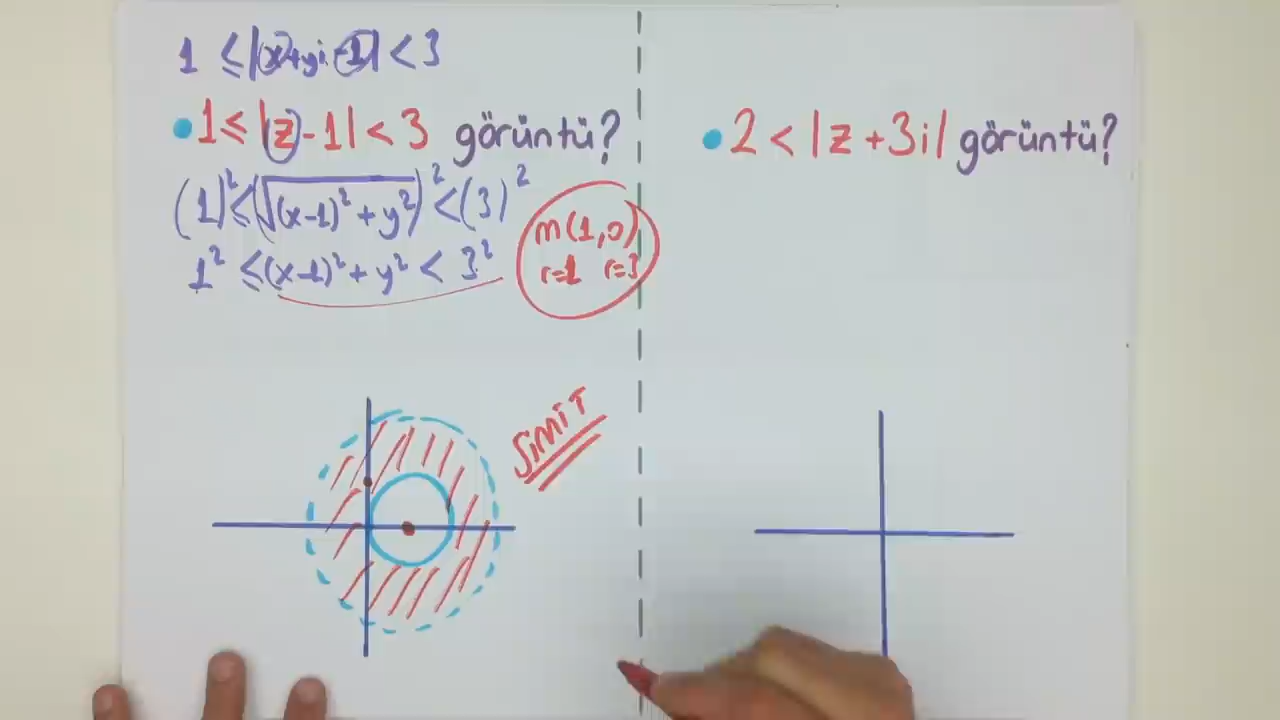 1 ≤ |x+yi-1| < 3
• 1 ≤ |z-1| < 3 görüntü?
(1)² ≤ (√(x-1)² + y²)² < (3)²
1² ≤ (x-1)² + y² < 3²
m(1,0)
r=1 r=3
SiMiT
• 2 < |z+3i| görüntü?